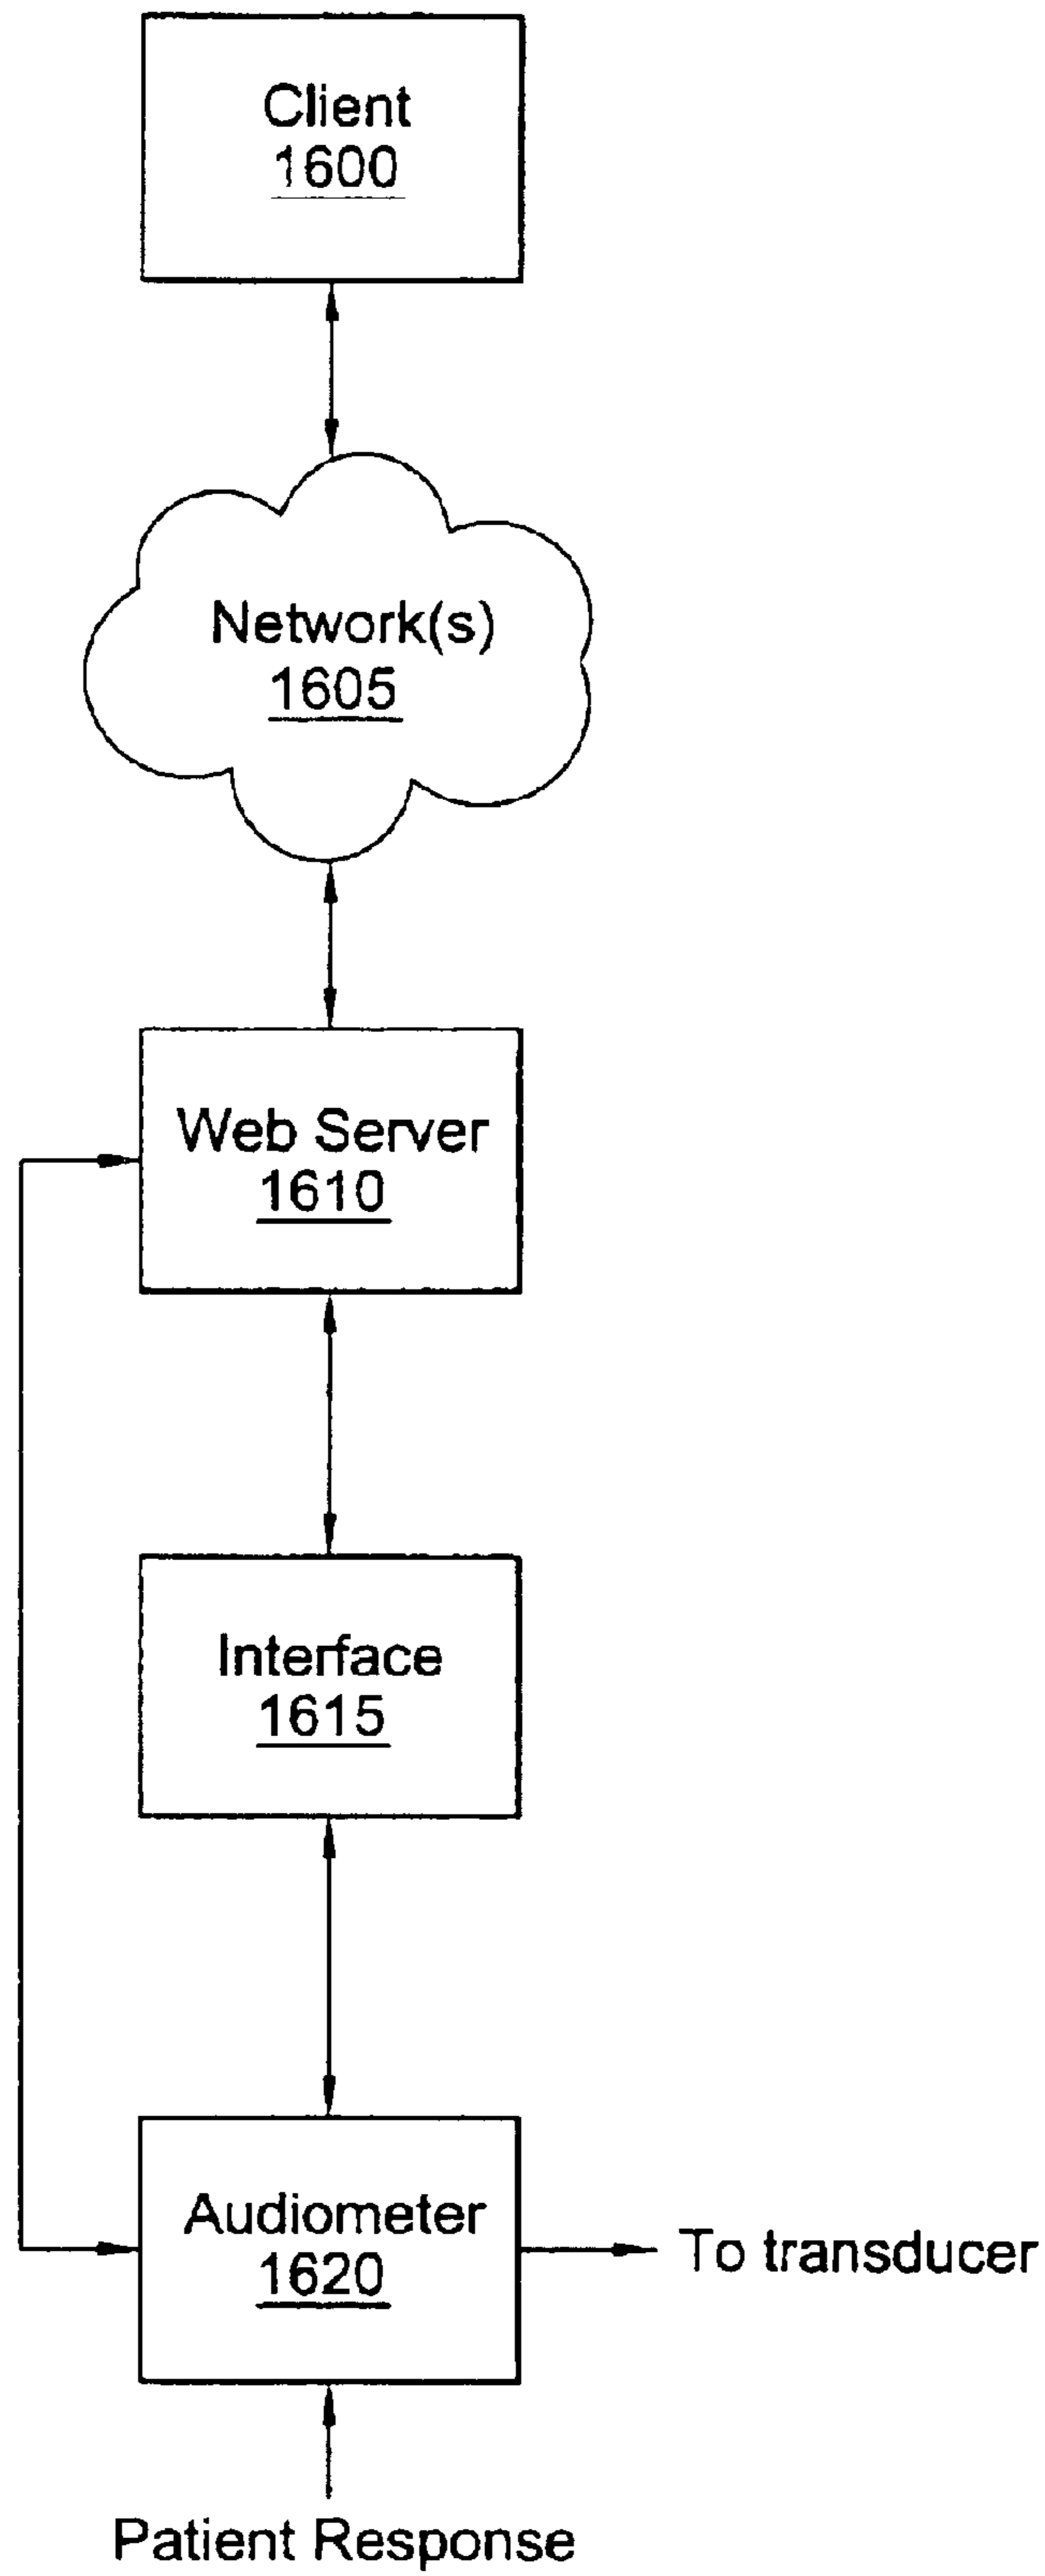 Client
1600
Network(s)
1605
Web Server
1610
Interface
1615
Audiometer
1620
To transducer
Patient Response